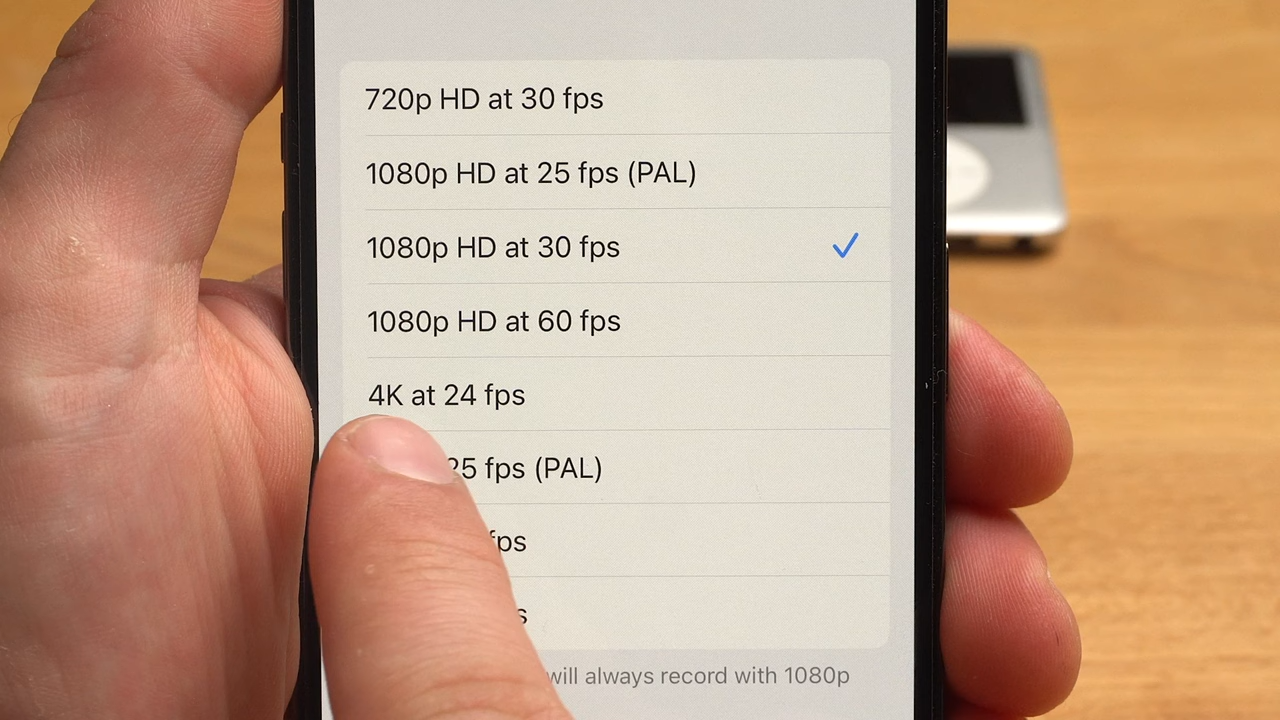 720p HD at 30 fps
1080p HD at 25 fps (PAL)
1080p HD at 30 fps
1080p HD at 60 fps
4K at 24 fps
25 fps (PAL)
fps
will always record with 1080p